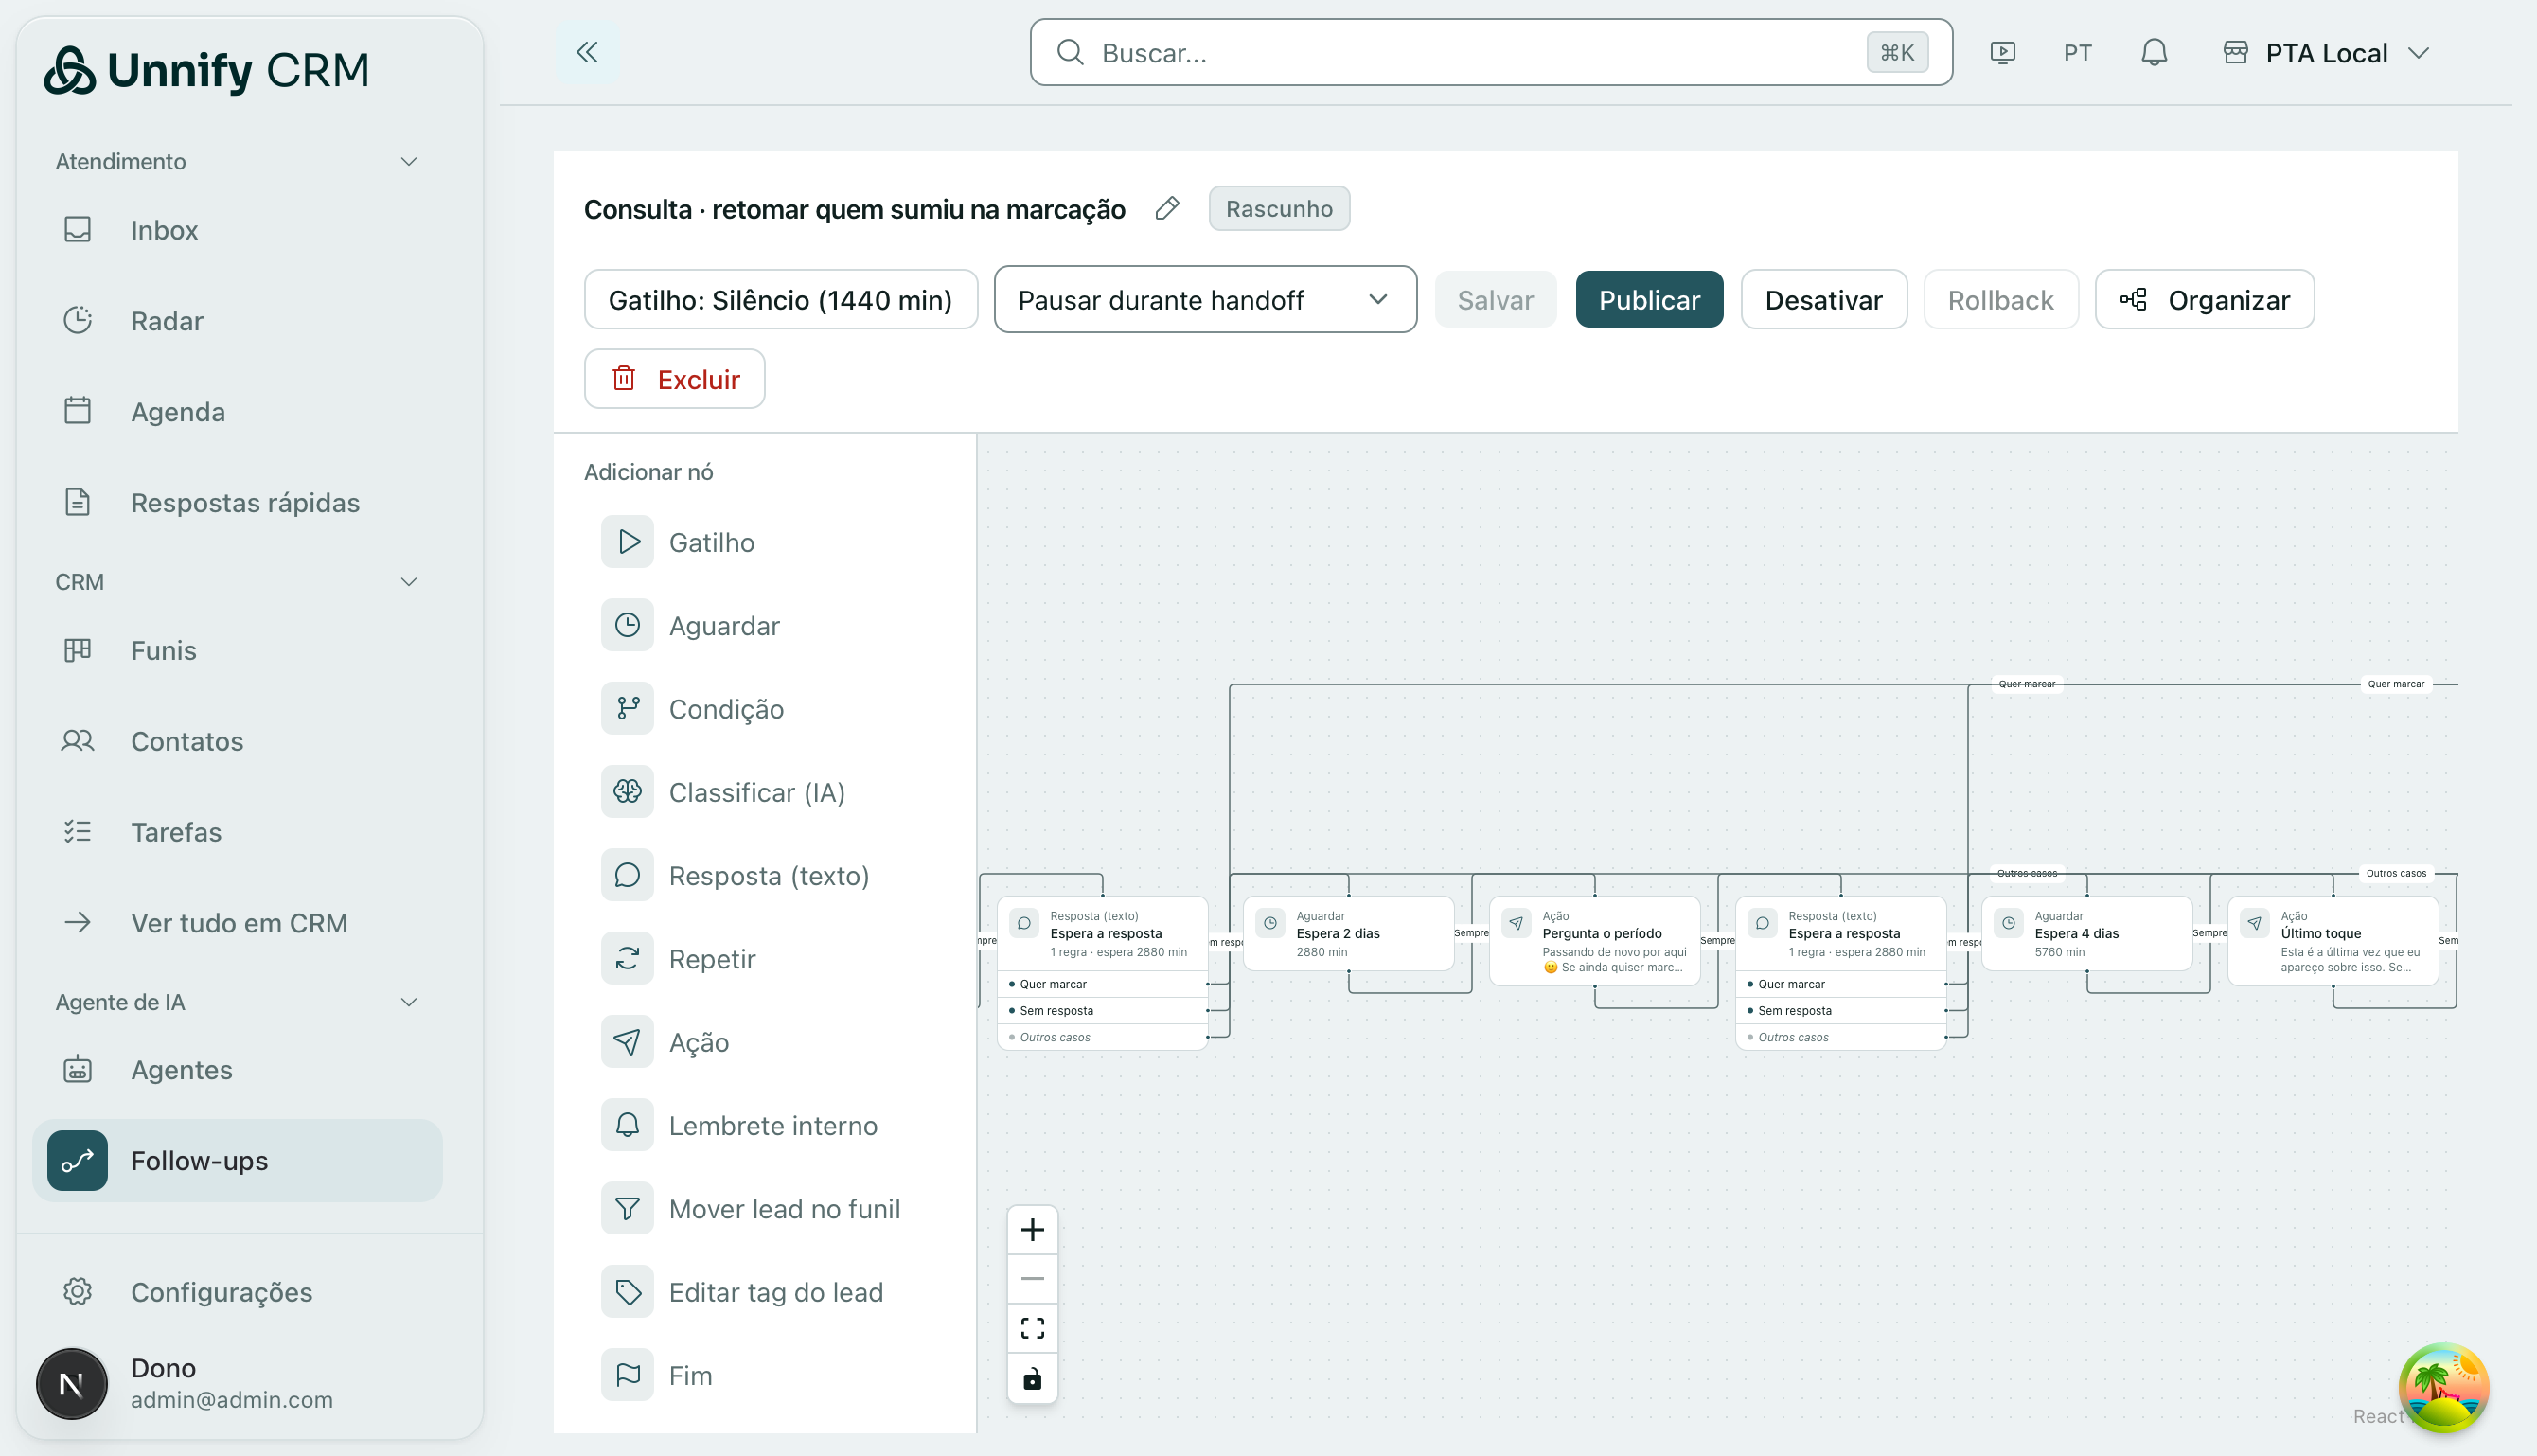 Unnify CRM
Buscar...
⌘K
PT
PTA Local
Atendimento
Inbox
Radar
Agenda
Respostas rápidas
CRM
Funis
Contatos
Tarefas
Ver tudo em CRM
Agente de IA
Agentes
Follow-ups
Configurações
N
Dono
admin@admin.com
Consulta · retomar quem sumiu na marcação
Rascunho
Gatilho: Silêncio (1440 min)
Pausar durante handoff
Salvar
Publicar
Desativar
Rollback
Organizar
Excluir
Adicionar nó
Gatilho
Aguardar
Condição
Classificar (IA)
Resposta (texto)
Repetir
Ação
Lembrete interno
Mover lead no funil
Editar tag do lead
Fim
Quer marcar
Quer marcar
Outros casos
Outros casos
Resposta (texto)
Espera a resposta
1 regra · espera 2880 min
Quer marcar
Sem resposta
Outros casos
Aguardar
Espera 2 dias
2880 min
Sempre
Ação
Pergunta o período
Passando de novo por aqui
🙂 Se ainda quiser marc...
Sempre
Resposta (texto)
Espera a resposta
1 regra · espera 2880 min
Quer marcar
Sem resposta
Outros casos
Aguardar
Espera 4 dias
5760 min
Sempre
Ação
Último toque
Esta é a última vez que eu
apareço sobre isso. Se...
Sem
React